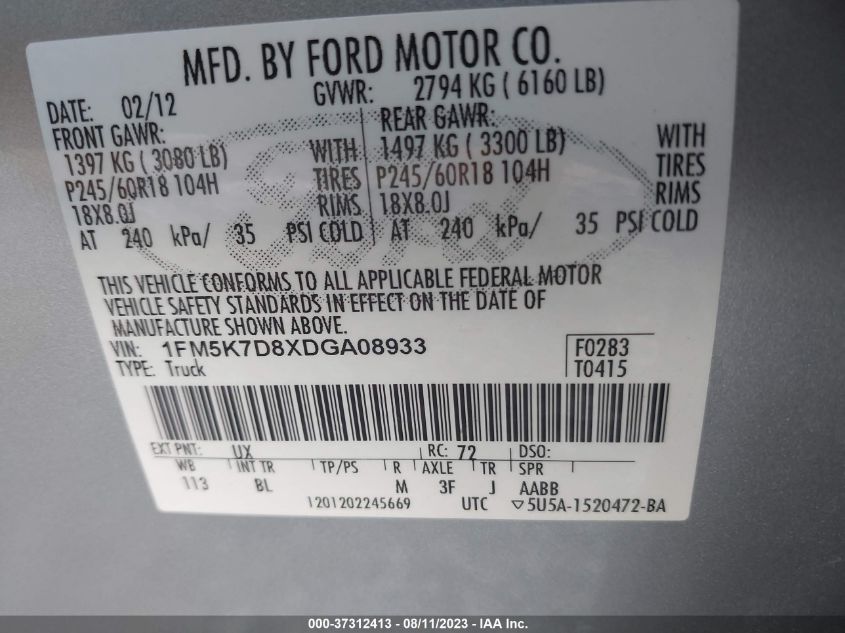 MFD. BY FORD MOTOR CO.
DATE: 02/12 GVWR: 2794 KG ( 6160 LB)
FRONT GAWR: REAR GAWR:
1397 KG ( 3080 LB) WITH 1497 KG ( 3300 LB) WITH
P245/60R18 104H TIRES P245/60R18 104H TIRES
18X8.0J RIMS 18X8.0J RIMS
AT 240 kPa/ 35 PSI COLD AT 240 kPa/ 35 PSI COLD
Ford
THIS VEHICLE CONFORMS TO ALL APPLICABLE FEDERAL MOTOR
VEHICLE SAFETY STANDARDS IN EFFECT ON THE DATE OF
MANUFACTURE SHOWN ABOVE.
VIN: 1FM5K7D8XDGA08933 F0283
TYPE: Truck T0415
EXT PNT: UX RC: 72 DSO:
WB INT TR TP/PS R AXLE TR SPR
113 BL M 3F J AABB
1201202245669 UTC ▽5U5A-1520472-BA
000-37312413 - 08/11/2023 - IAA Inc.